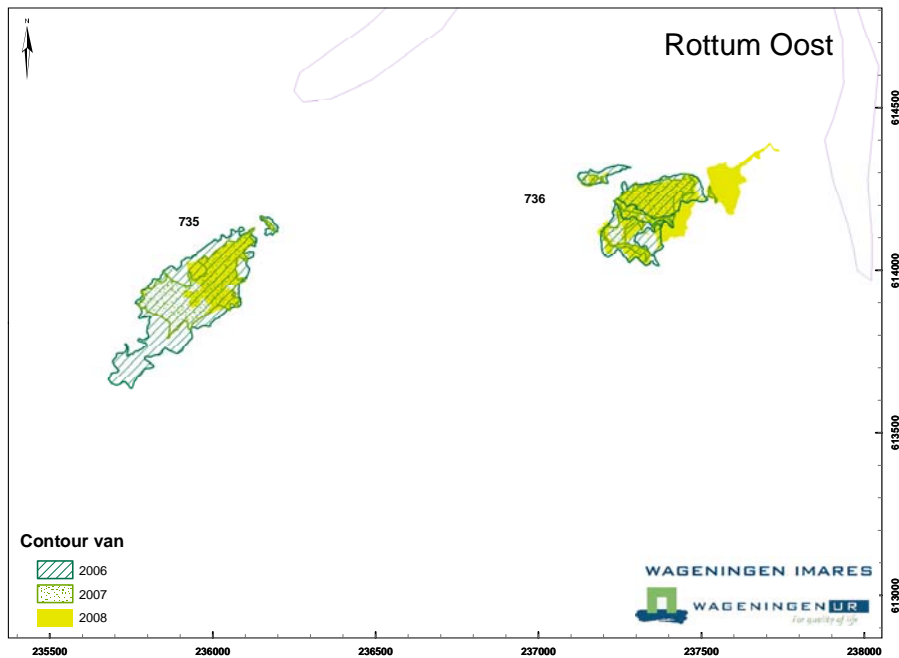 N
Rottum Oost
614500
736
735
614000
613500
Contour van
2006
2007
2008
WAGENINGEN IMARES
WAGENINGEN UR
For quality of life
613000
235500 236000 236500 237000 237500 238000